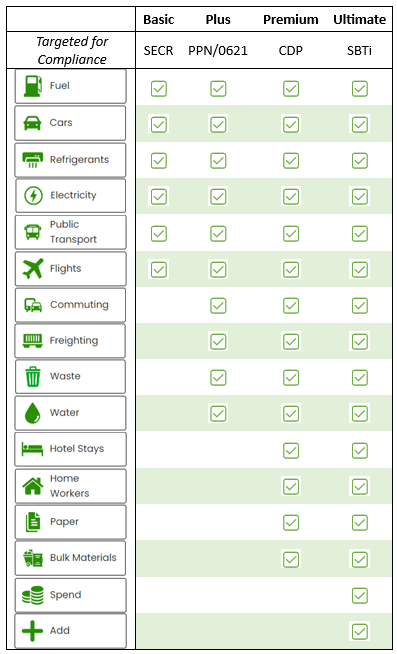 Basic Plus Premium Ultimate
Targeted for
Compliance
SECR PPN/0621 CDP SBTi
Fuel
Cars
Refrigerants
Electricity
Public
Transport
Flights
Commuting
Freighting
Waste
Water
Hotel Stays
Home
Workers
Paper
Bulk Materials
Spend
Add